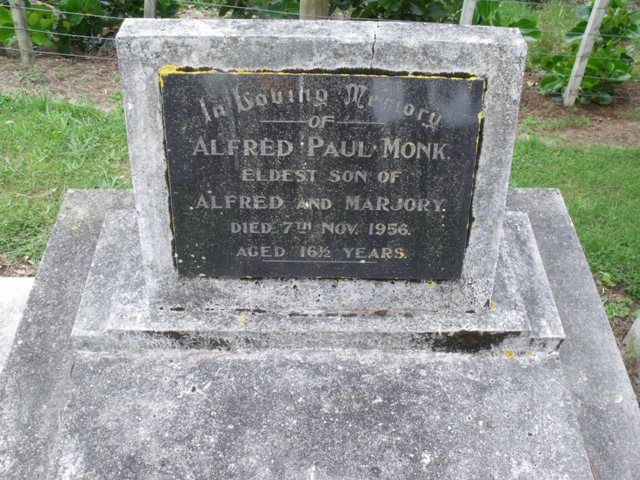 In Loving Memory
OF
ALFRED PAUL MONK.
ELDEST SON OF
ALFRED AND MARJORY.
DIED 7TH NOV. 1956.
AGED 16½ YEARS.